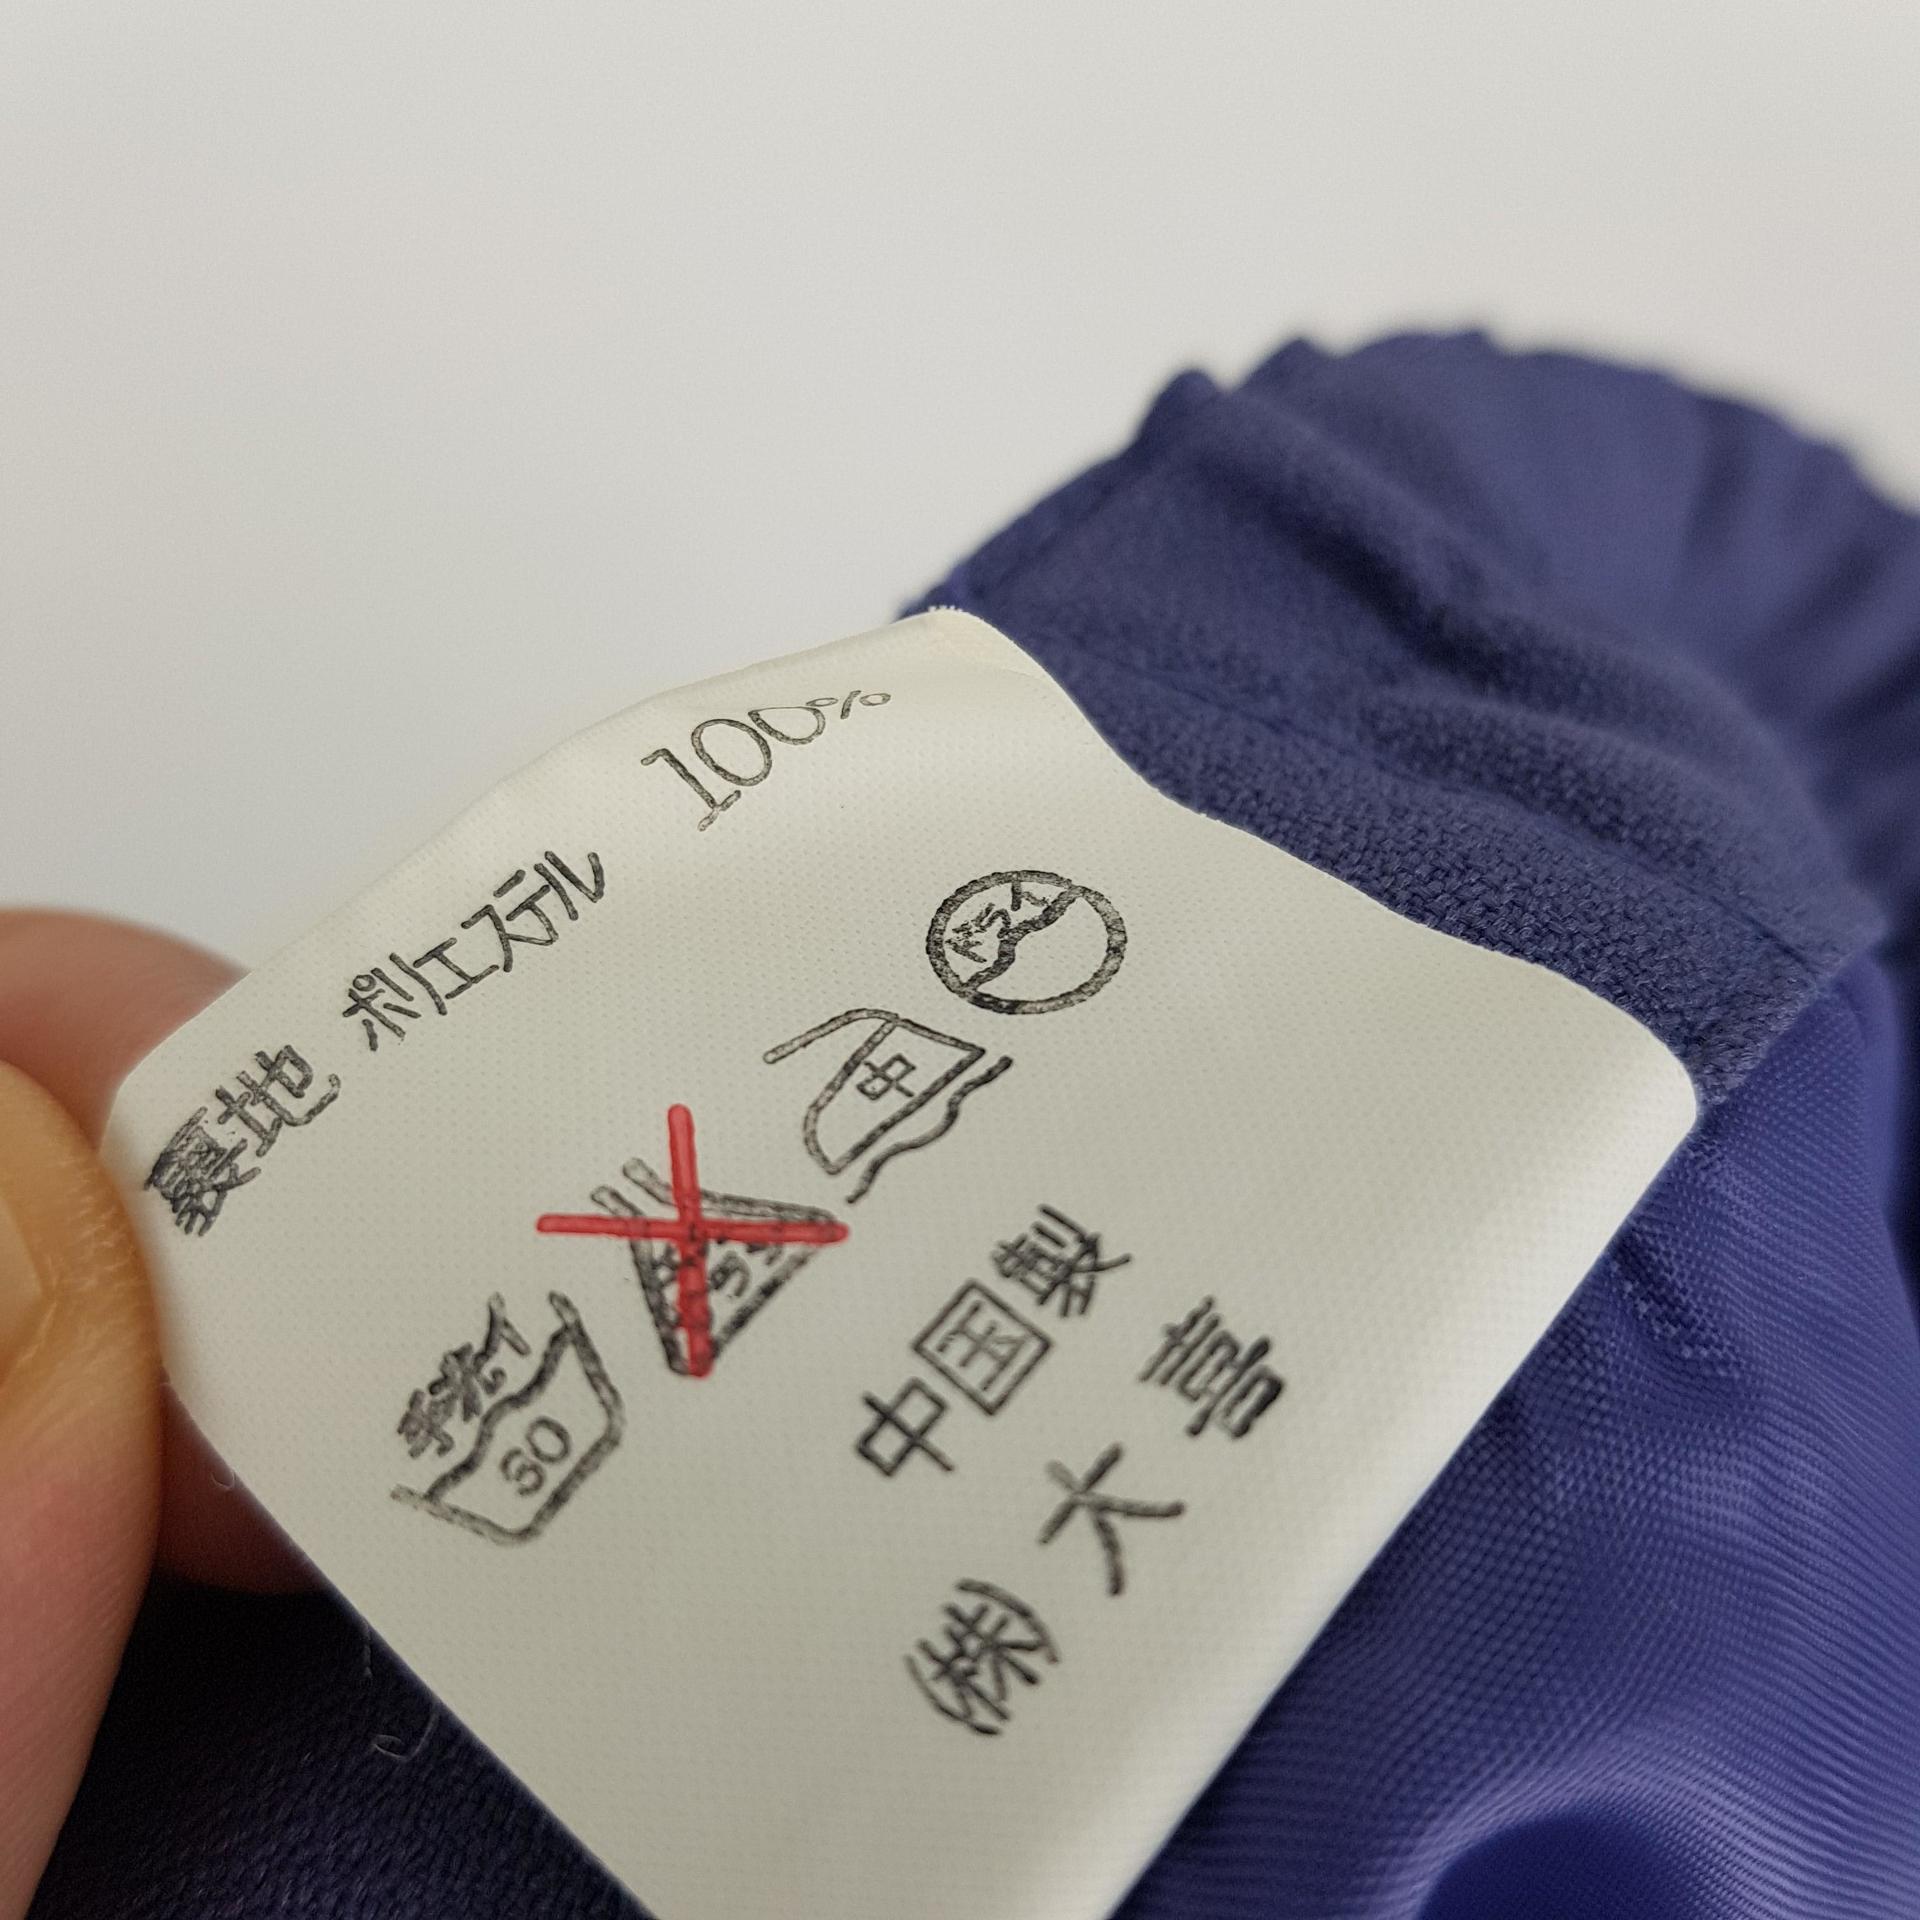 裏地 ポリエステル 100%
手洗イ 30 中 ドライ
中国製
㈱ 大喜